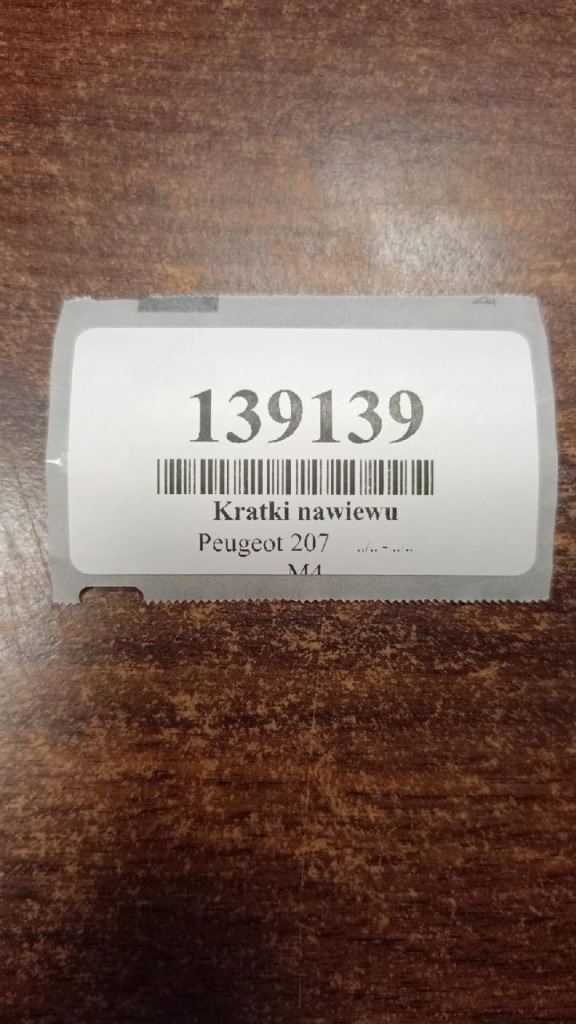 139139
Kratki nawiewu
Peugeot 207 ../.. - ../..
M4